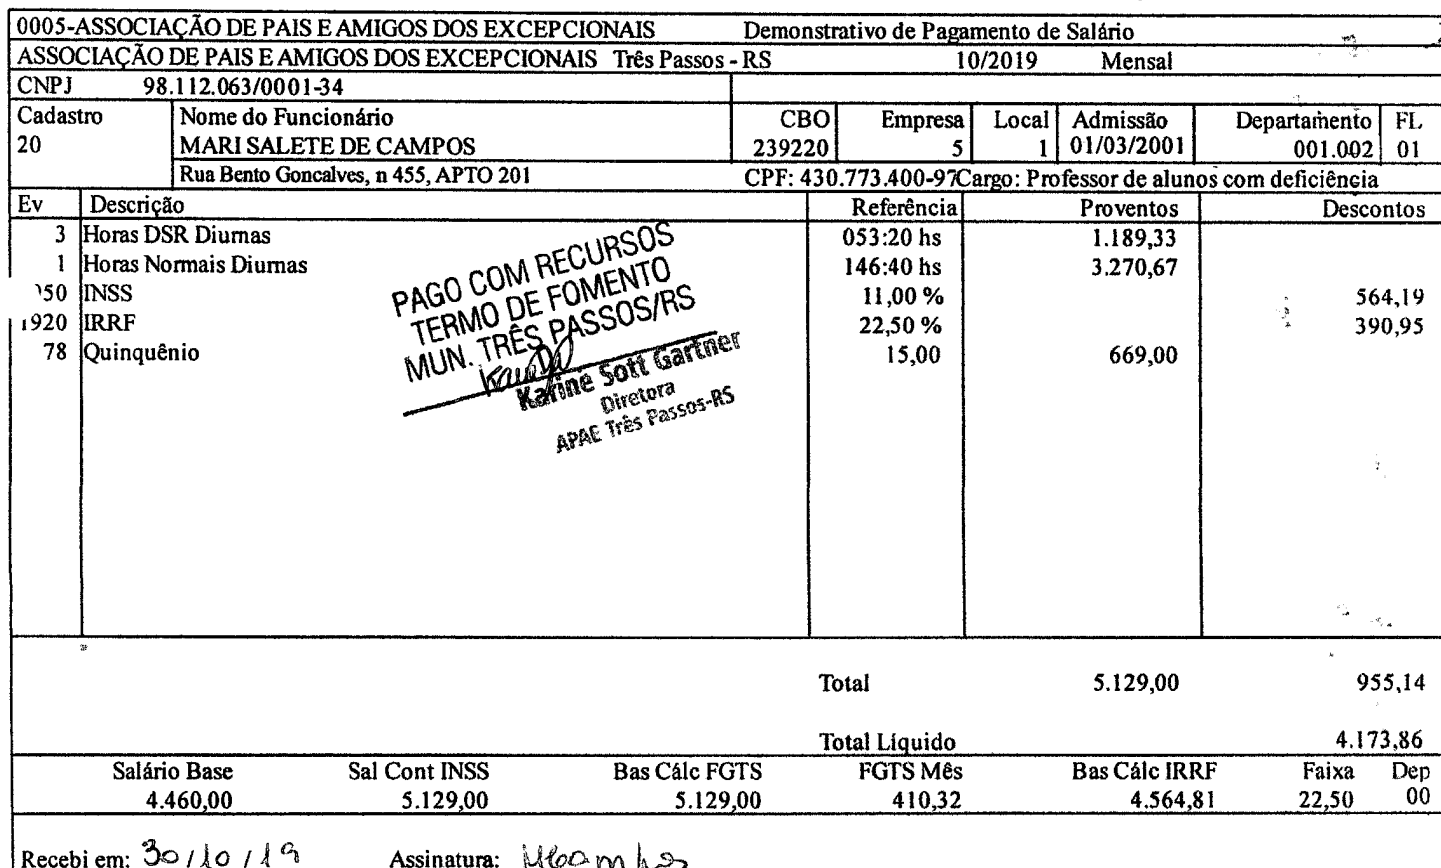 0005-ASSOCIAÇÃO DE PAIS E AMIGOS DOS EXCEPCIONAIS Demonstrativo de Pagamento de Salário
ASSOCIAÇÃO DE PAIS E AMIGOS DOS EXCEPCIONAIS Três Passos - RS 10/2019 Mensal
CNPJ 98.112.063/0001-34
Cadastro Nome do Funcionário CBO Empresa Local Admissão Departamento FL
20 MARI SALETE DE CAMPOS 239220 5 1 01/03/2001 001.002 01
Rua Bento Goncalves, n 455, APTO 201 CPF: 430.773.400-97Cargo: Professor de alunos com deficiência
Ev Descrição Referência Proventos Descontos
3 Horas DSR Diurnas 053:20 hs 1.189,33
1 Horas Normais Diurnas 146:40 hs 3.270,67
50 INSS 11,00 % 564,19
920 IRRF 22,50 % 390,95
78 Quinquênio 15,00 669,00
PAGO COM RECURSOS
TERMO DE FOMENTO
MUN. TRÊS PASSOS/RS
Karine Sott Gartner
Diretora
APAE Três Passos-RS
Total 5.129,00 955,14
Total Líquido 4.173,86
Salário Base Sal Cont INSS Bas Cálc FGTS FGTS Mês Bas Cálc IRRF Faixa Dep
4.460,00 5.129,00 5.129,00 410,32 4.564,81 22,50 00
Recebi em: 30/10/19 Assinatura: